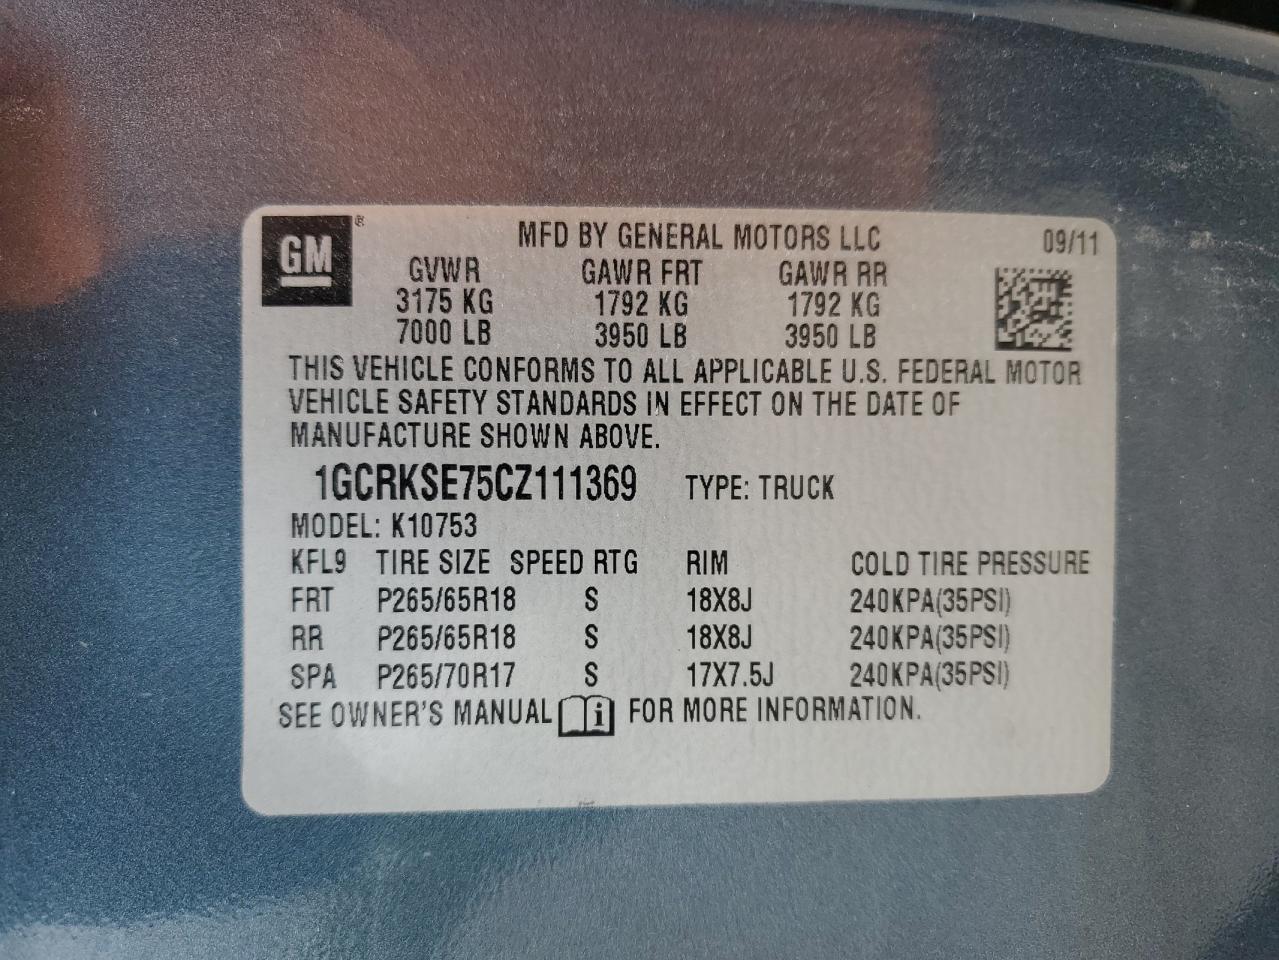 GM®
MFD BY GENERAL MOTORS LLC 09/11
GVWR GAWR FRT GAWR RR
3175 KG 1792 KG 1792 KG
7000 LB 3950 LB 3950 LB
THIS VEHICLE CONFORMS TO ALL APPLICABLE U.S. FEDERAL MOTOR
VEHICLE SAFETY STANDARDS IN EFFECT ON THE DATE OF
MANUFACTURE SHOWN ABOVE.
1GCRKSE75CZ111369 TYPE: TRUCK
MODEL: K10753
KFL9 TIRE SIZE SPEED RTG RIM COLD TIRE PRESSURE
FRT P265/65R18 S 18X8J 240KPA(35PSI)
RR P265/65R18 S 18X8J 240KPA(35PSI)
SPA P265/70R17 S 17X7.5J 240KPA(35PSI)
SEE OWNER'S MANUAL i FOR MORE INFORMATION.